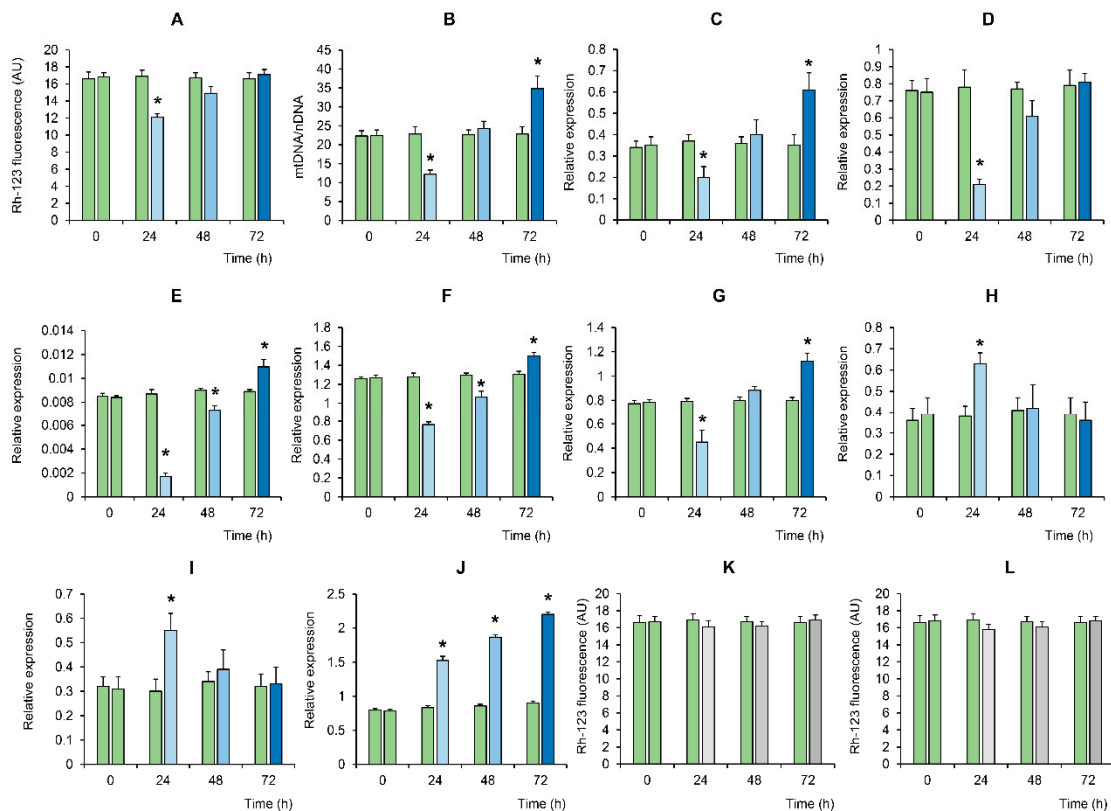 A
Rh-123 fluorescence (AU)
20
18
16
14
12
10
8
6
4
2
0
*
0 24 48 72
Time (h)
B
mtDNA/nDNA
45
40
35
30
25
20
15
10
5
0
*
*
0 24 48 72
Time (h)
C
Relative expression
0.8
0.7
0.6
0.5
0.4
0.3
0.2
0.1
0
*
*
0 24 48 72
Time (h)
D
Relative expression
1
0.9
0.8
0.7
0.6
0.5
0.4
0.3
0.2
0.1
0
*
0 24 48 72
Time (h)
E
Relative expression
0.014
0.012
0.01
0.008
0.006
0.004
0.002
0
*
*
*
0 24 48 72
Time (h)
F
Relative expression
1.8
1.6
1.4
1.2
1
0.8
0.6
0.4
0.2
0
*
*
*
0 24 48 72
Time (h)
G
Relative expression
1.4
1.2
1
0.8
0.6
0.4
0.2
0
*
*
0 24 48 72
Time (h)
H
Relative expression
0.8
0.7
0.6
0.5
0.4
0.3
0.2
0.1
0
*
0 24 48 72
Time (h)
I
Relative expression
0.7
0.6
0.5
0.4
0.3
0.2
0.1
0
*
0 24 48 72
Time (h)
J
Relative expression
2.5
2
1.5
1
0.5
0
*
*
*
0 24 48 72
Time (h)
K
Rh-123 fluorescence (AU)
20
18
16
14
12
10
8
6
4
2
0
0 24 48 72
Time (h)
L
Rh-123 fluorescence (AU)
20
18
16
14
12
10
8
6
4
2
0
0 24 48 72
Time (h)